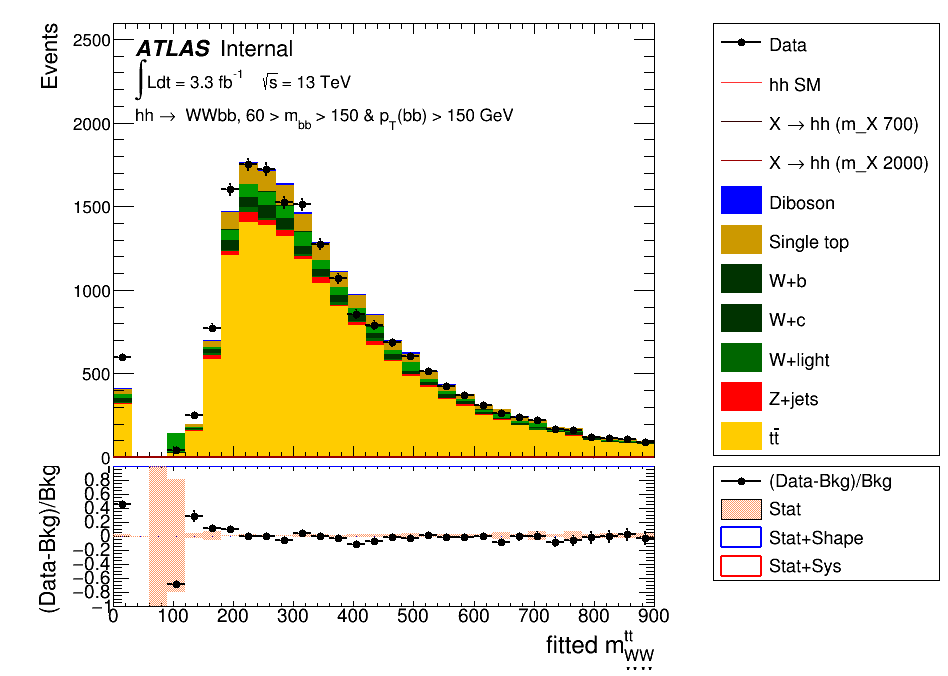 Events
2500
2000
1500
1000
500
0
ATLAS Internal
∫Ldt = 3.3 fb⁻¹ √s = 13 TeV
hh → WWbb, 60 > m_bb > 150 & p_T(bb) > 150 GeV
Data
hh SM
X → hh (m_X 700)
X → hh (m_X 2000)
Diboson
Single top
W+b
W+c
W+light
Z+jets
tt̄
(Data-Bkg)/Bkg
0.8
0.6
0.4
0.2
0
−0.2
−0.4
−0.6
−0.8
−1
0 100 200 300 400 500 600 700 800 900
fitted m_WW^tt
(Data-Bkg)/Bkg
Stat
Stat+Shape
Stat+Sys